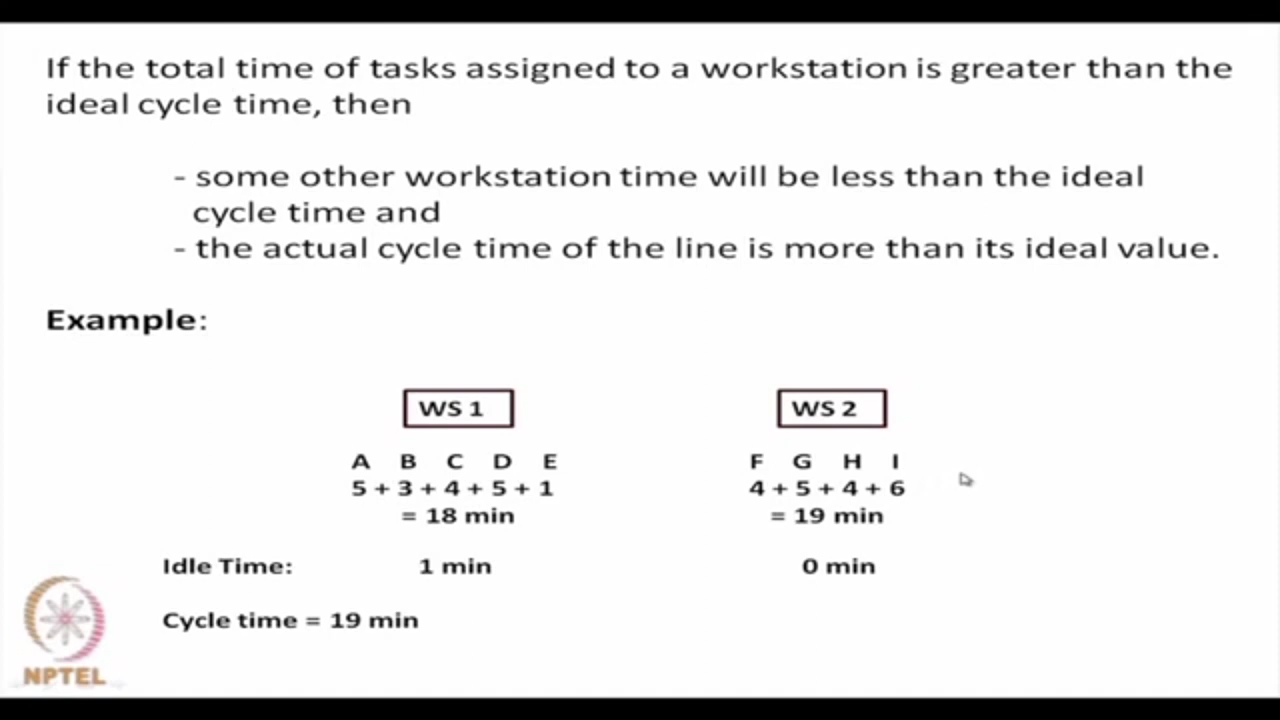 If the total time of tasks assigned to a workstation is greater than the
ideal cycle time, then
- some other workstation time will be less than the ideal
cycle time and
- the actual cycle time of the line is more than its ideal value.
Example:
WS 1 WS 2
A B C D E F G H I
5 + 3 + 4 + 5 + 1 4 + 5 + 4 + 6
= 18 min = 19 min
Idle Time: 1 min 0 min
Cycle time = 19 min
NPTEL